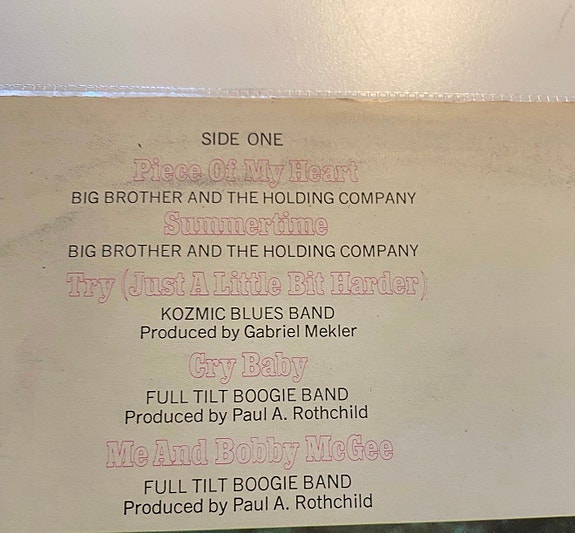 SIDE ONE
Piece Of My Heart
BIG BROTHER AND THE HOLDING COMPANY
Summertime
BIG BROTHER AND THE HOLDING COMPANY
Try (Just A Little Bit Harder)
KOZMIC BLUES BAND
Produced by Gabriel Mekler
Cry Baby
FULL TILT BOOGIE BAND
Produced by Paul A. Rothchild
Me And Bobby McGee
FULL TILT BOOGIE BAND
Produced by Paul A. Rothchild